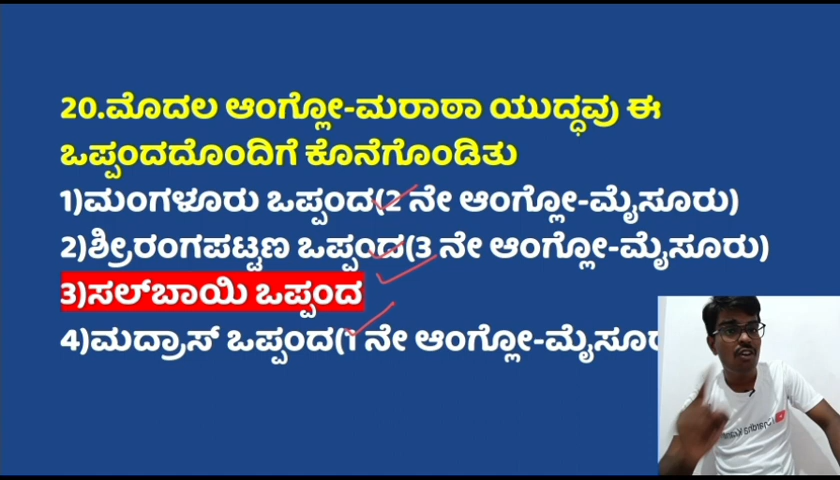 20.ಮೊದಲ ಆಂಗ್ಲೋ-ಮರಾಠಾ ಯುದ್ಧವು ಈ
ಒಪ್ಪಂದದೊಂದಿಗೆ ಕೊನೆಗೊಂಡಿತು
1)ಮಂಗಳೂರು ಒಪ್ಪಂದ(2 ನೇ ಆಂಗ್ಲೋ-ಮೈಸೂರು)
2)ಶ್ರೀರಂಗಪಟ್ಟಣ ಒಪ್ಪಂದ(3 ನೇ ಆಂಗ್ಲೋ-ಮೈಸೂರು)
3)ಸಲ್‌ಬಾಯಿ ಒಪ್ಪಂದ
4)ಮದ್ರಾಸ್ ಒಪ್ಪಂದ(1 ನೇ ಆಂಗ್ಲೋ-ಮೈಸೂರ